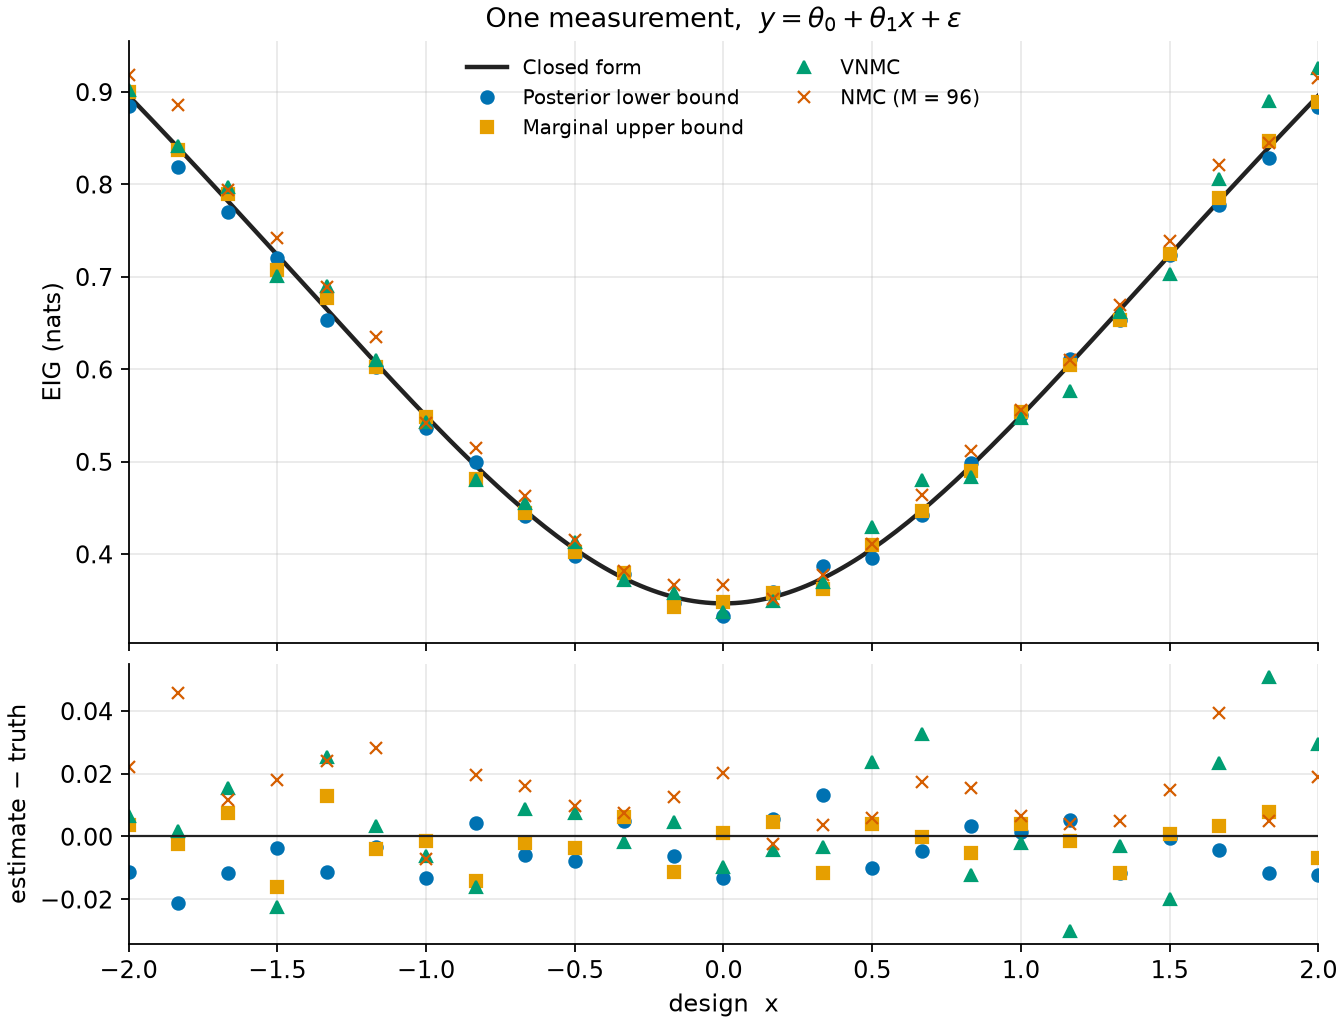 One measurement, y = θ₀ + θ₁x + ε
Closed form
Posterior lower bound
Marginal upper bound
VNMC
NMC (M = 96)
EIG (nats)
0.9
0.8
0.7
0.6
0.5
0.4
estimate − truth
0.04
0.02
0.00
−0.02
−2.0 −1.5 −1.0 −0.5 0.0 0.5 1.0 1.5 2.0
design x